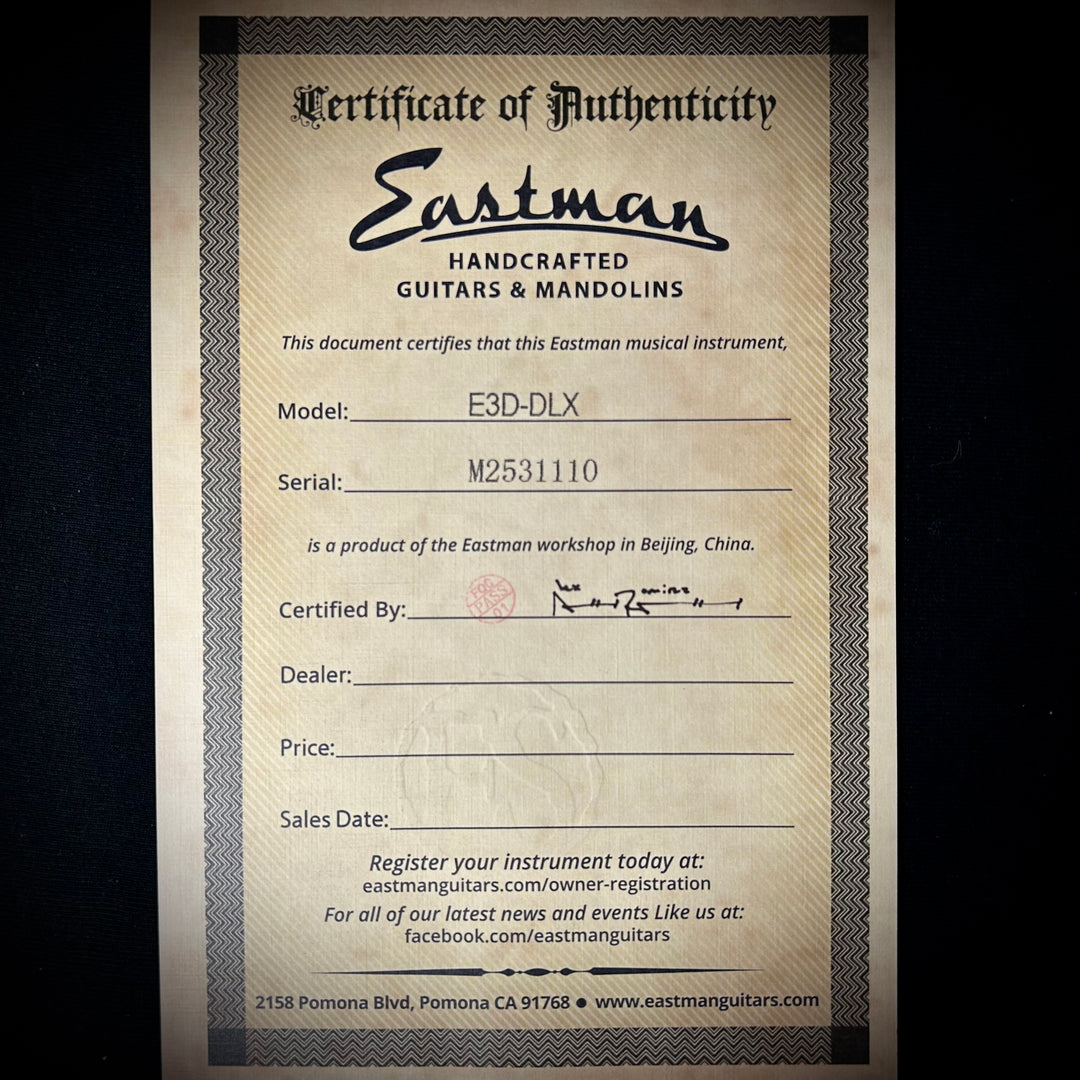 Certificate of Authenticity
Eastman
HANDCRAFTED
GUITARS & MANDOLINS
This document certifies that this Eastman musical instrument,
Model: E3D-DLX
Serial: M2531110
is a product of the Eastman workshop in Beijing, China.
Certified By:
PASS
01
Dealer:
Price:
Sales Date:
Register your instrument today at:
eastmanguitars.com/owner-registration
For all of our latest news and events Like us at:
facebook.com/eastmanguitars
2158 Pomona Blvd, Pomona CA 91768 ● www.eastmanguitars.com